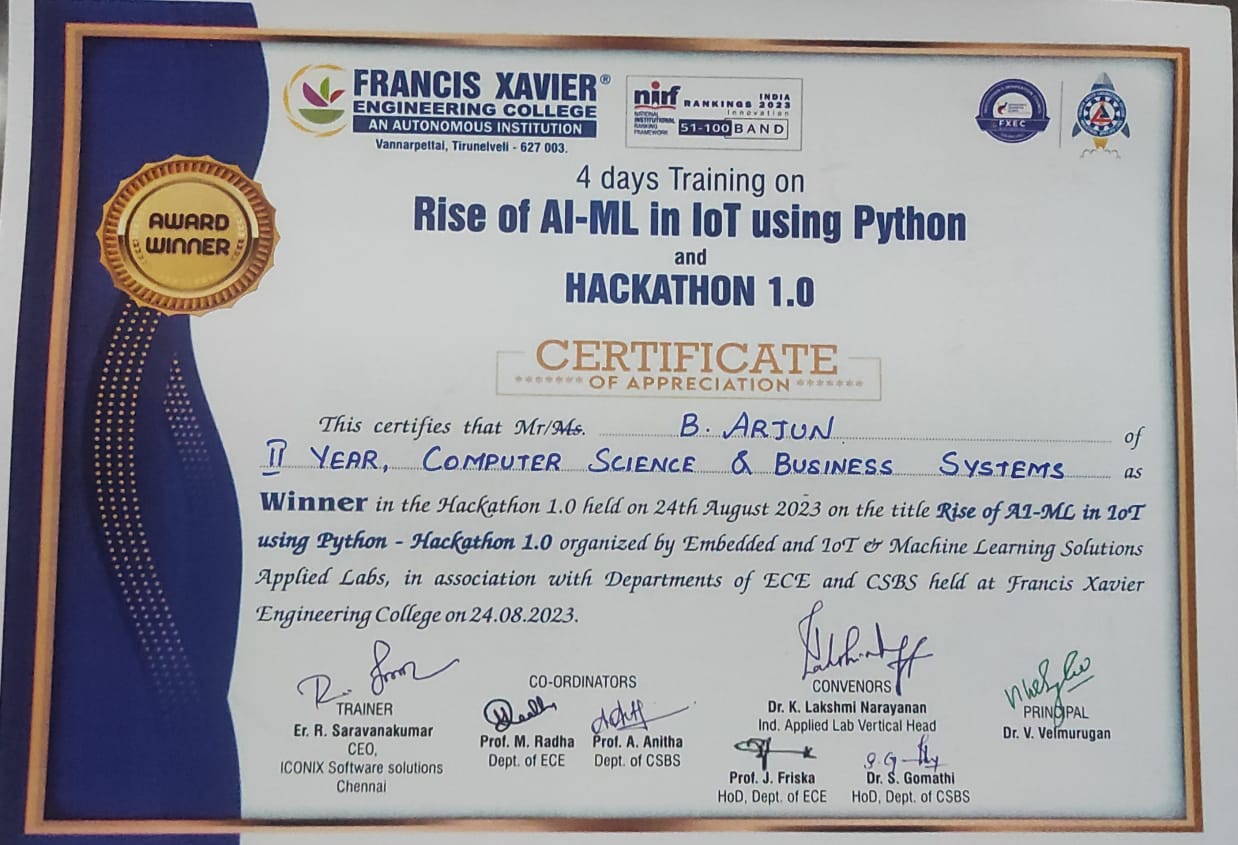 FRANCIS XAVIER®
ENGINEERING COLLEGE
AN AUTONOMOUS INSTITUTION
Vannarpettai, Tirunelveli - 627 003.
nirf
NATIONAL
INSTITUTIONAL
RANKING
FRAMEWORK
INDIA
RANKINGS 2023
Innovation
51-100 BAND
FXEC
AWARD
WINNER
4 days Training on
Rise of AI-ML in IoT using Python
and
HACKATHON 1.0
CERTIFICATE
******* OF APPRECIATION *******
This certifies that Mr/Ms. B. ARJUN of
II YEAR, COMPUTER SCIENCE & BUSINESS SYSTEMS as
Winner in the Hackathon 1.0 held on 24th August 2023 on the title Rise of AI-ML in IoT
using Python - Hackathon 1.0 organized by Embedded and IoT & Machine Learning Solutions
Applied Labs, in association with Departments of ECE and CSBS held at Francis Xavier
Engineering College on 24.08.2023.
TRAINER
Er. R. Saravanakumar
CEO,
ICONIX Software solutions
Chennai
CO-ORDINATORS
Prof. M. Radha
Dept. of ECE
Prof. A. Anitha
Dept. of CSBS
CONVENORS
Dr. K. Lakshmi Narayanan
Ind. Applied Lab Vertical Head
Prof. J. Friska
HoD, Dept. of ECE
Dr. S. Gomathi
HoD, Dept. of CSBS
PRINCIPAL
Dr. V. Velmurugan